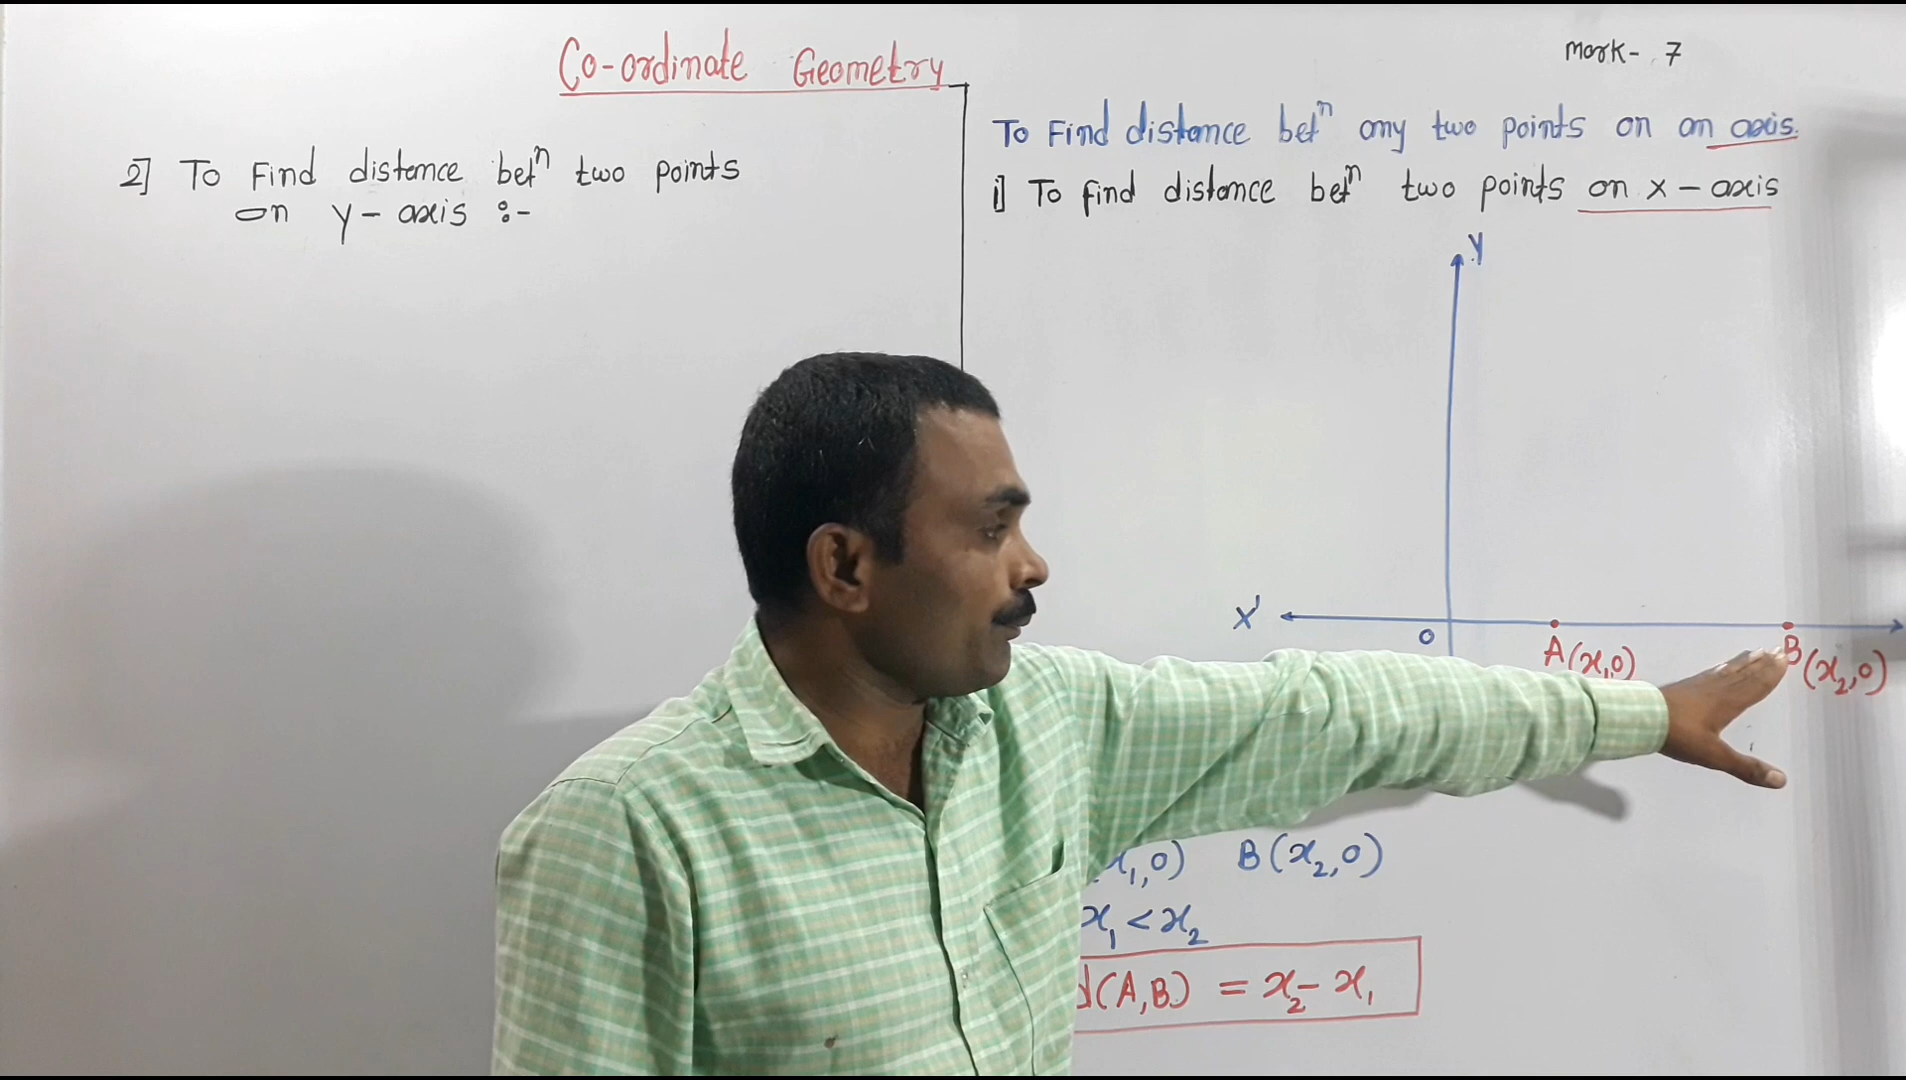 Co-ordinate Geometry
Mark- 7
2] To Find distance betⁿ two points
on Y- axis :-
To Find distance betⁿ any two points on an axis.
i] To find distance betⁿ two points on x - axis
Y
X'
O
A(x₁,0)
B(x₂,0)
x₁,0) B(x₂,0)
x₁ < x₂
d(A,B) = x₂- x₁